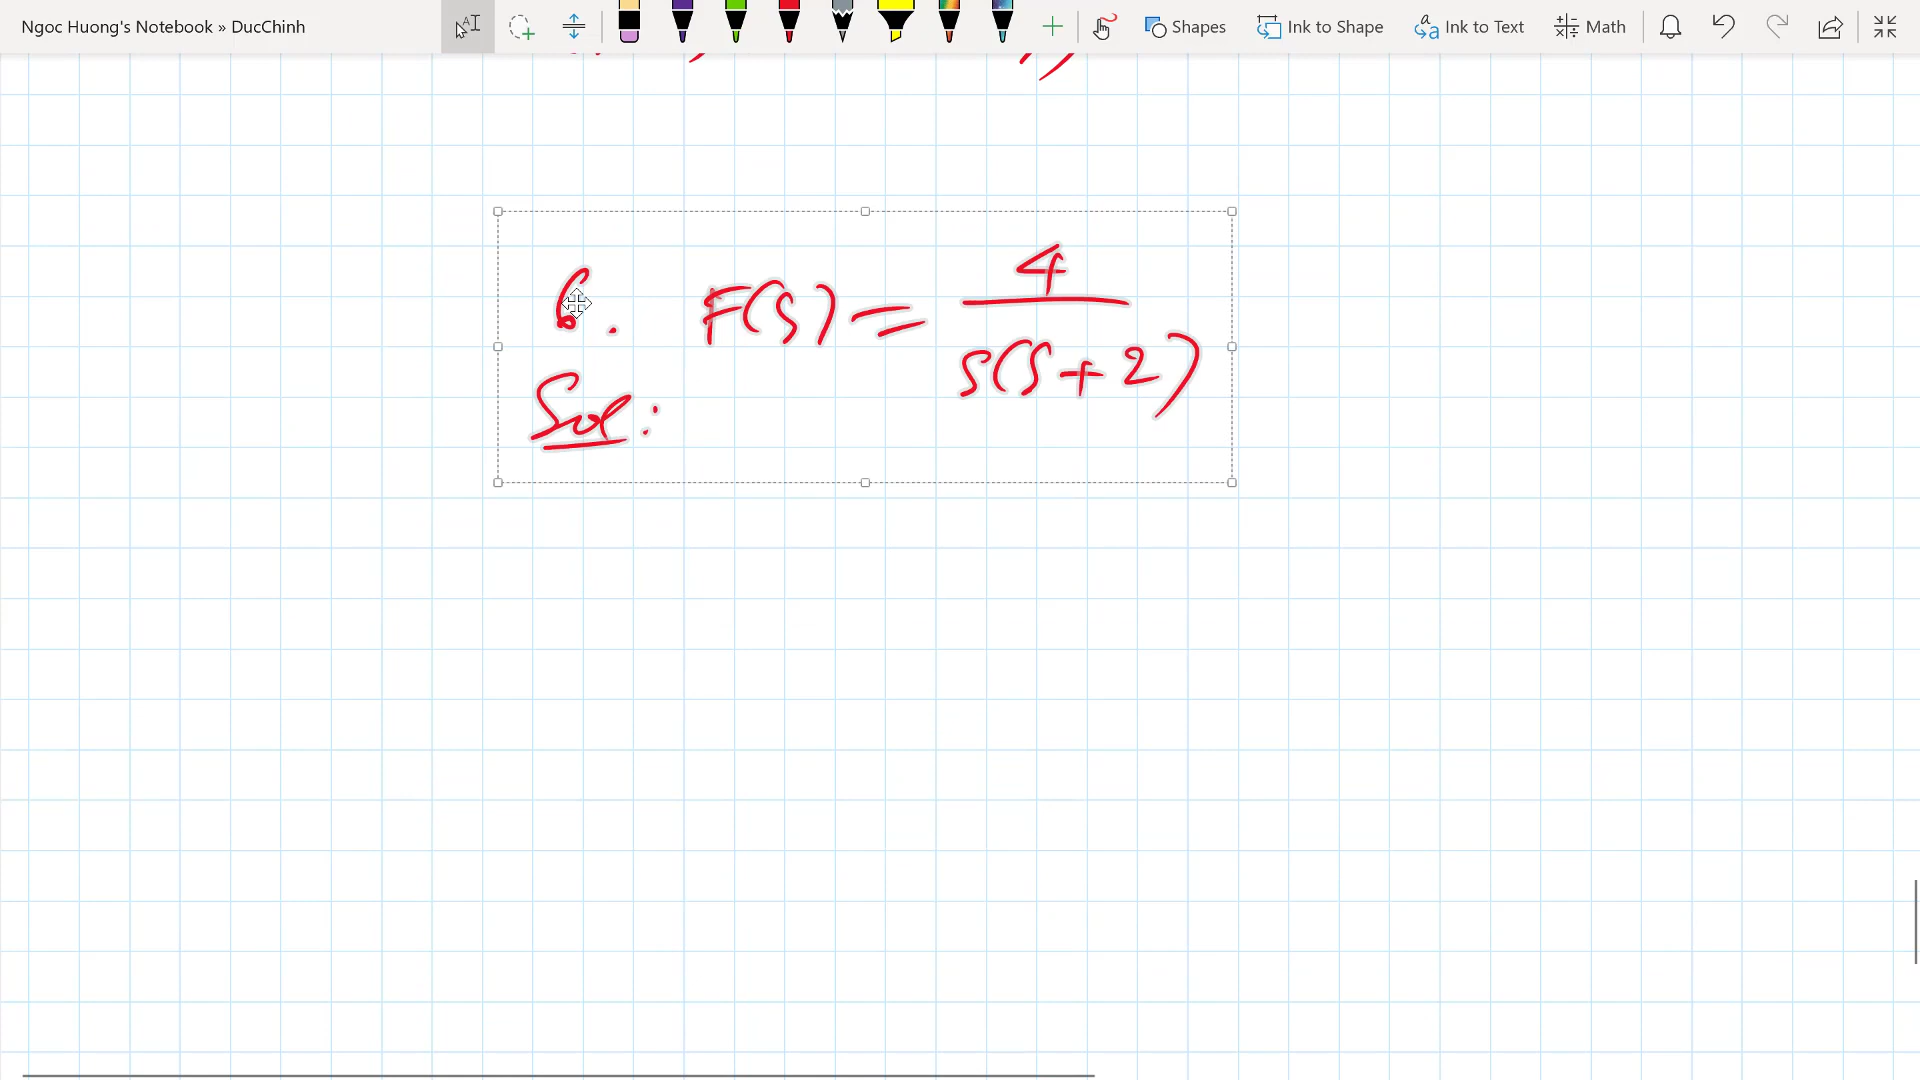 Ngoc Huong's Notebook » DucChinh
Shapes
Ink to Shape
Ink to Text
Math
6. F(s) = 4 / s(s+2)
Sol: